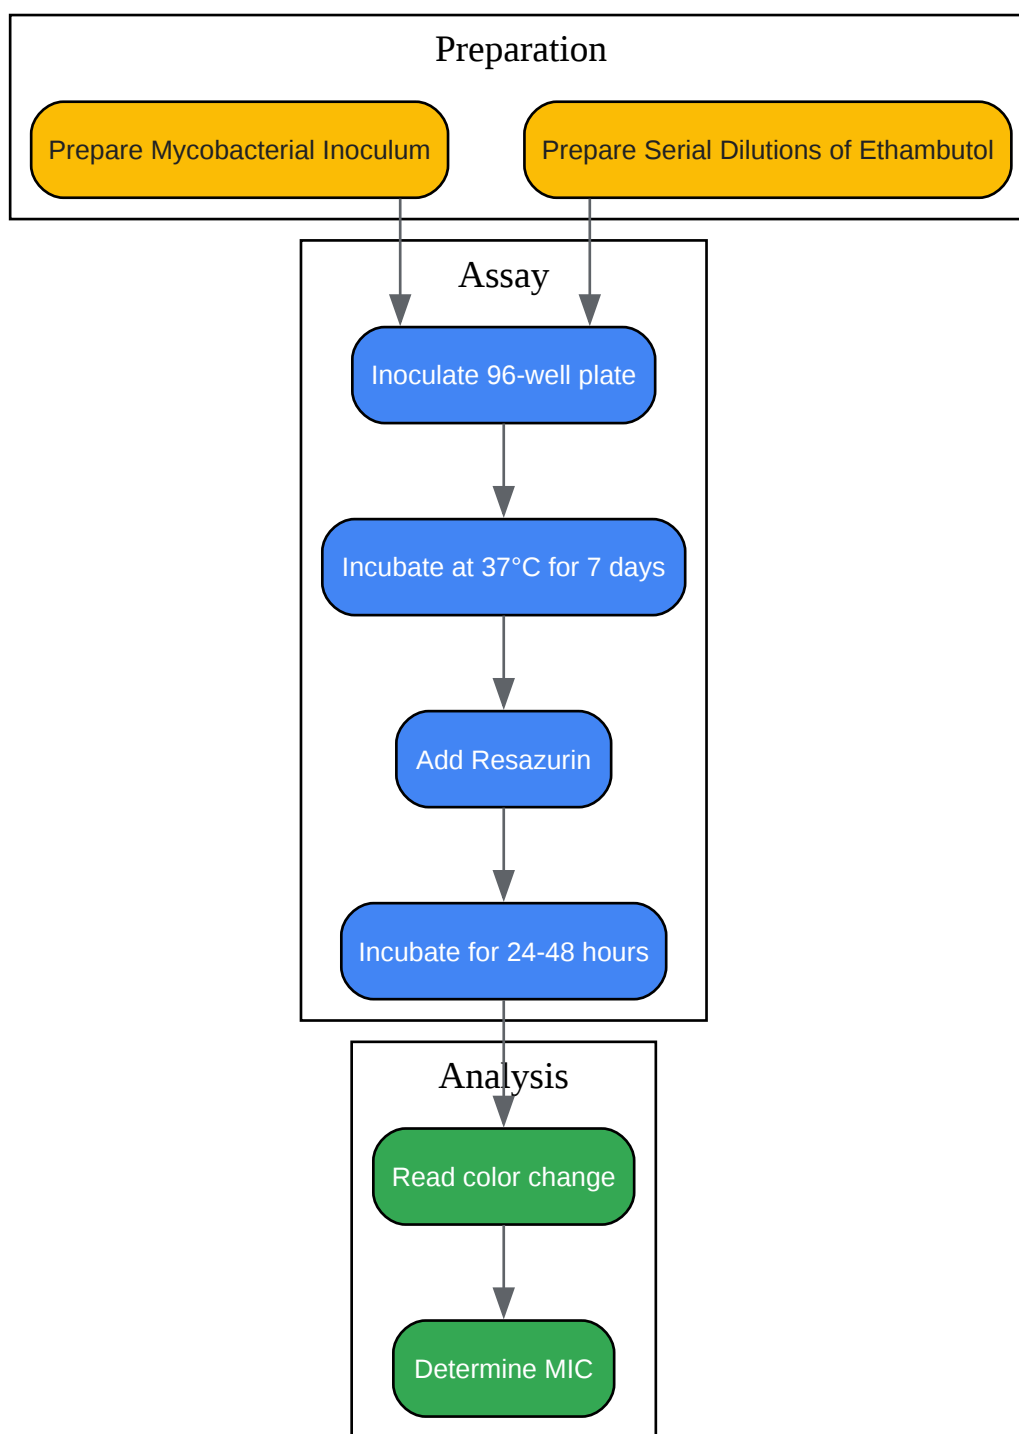 Preparation
Prepare Mycobacterial Inoculum
Prepare Serial Dilutions of Ethambutol
Assay
Inoculate 96-well plate
Incubate at 37°C for 7 days
Add Resazurin
Incubate for 24-48 hours
Analysis
Read color change
Determine MIC